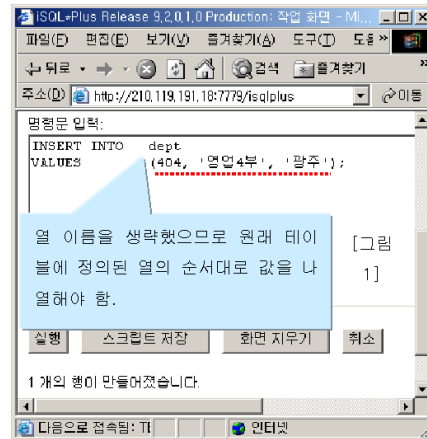 iSQL*Plus Release 9.2.0.1.0 Production: 작업 화면 - Mi...
파일(F) 편집(E) 보기(V) 즐겨찾기(A) 도구(T) 도움 »
뒤로 검색 즐겨찾기 »
주소(D) http://210.119.191.18:7779/isqlplus 이동
명령문 입력:
INSERT INTO dept
VALUES (404, '영업4부', '광주');
열 이름을 생략했으므로 원래 테이
블에 정의된 열의 순서대로 값을 나
열해야 함.
[그림
1]
실행 스크립트 저장 화면 지우기 취소
1 개의 행이 만들어졌습니다.
다음으로 접속됨: TE 인터넷